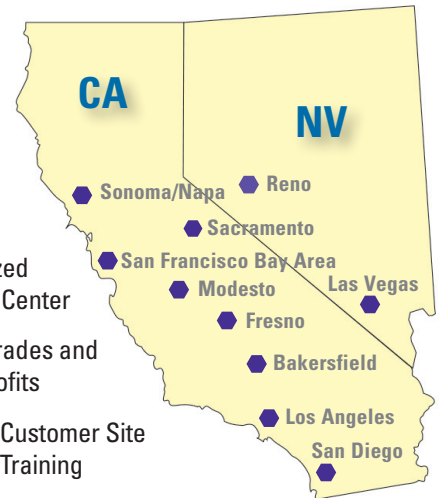 CA
NV
Reno
Sonoma/Napa
Sacramento
San Francisco Bay Area
Modesto
Las Vegas
Fresno
Bakersfield
Los Angeles
San Diego
zed
Center
rades and
ofits
Customer Site
Training